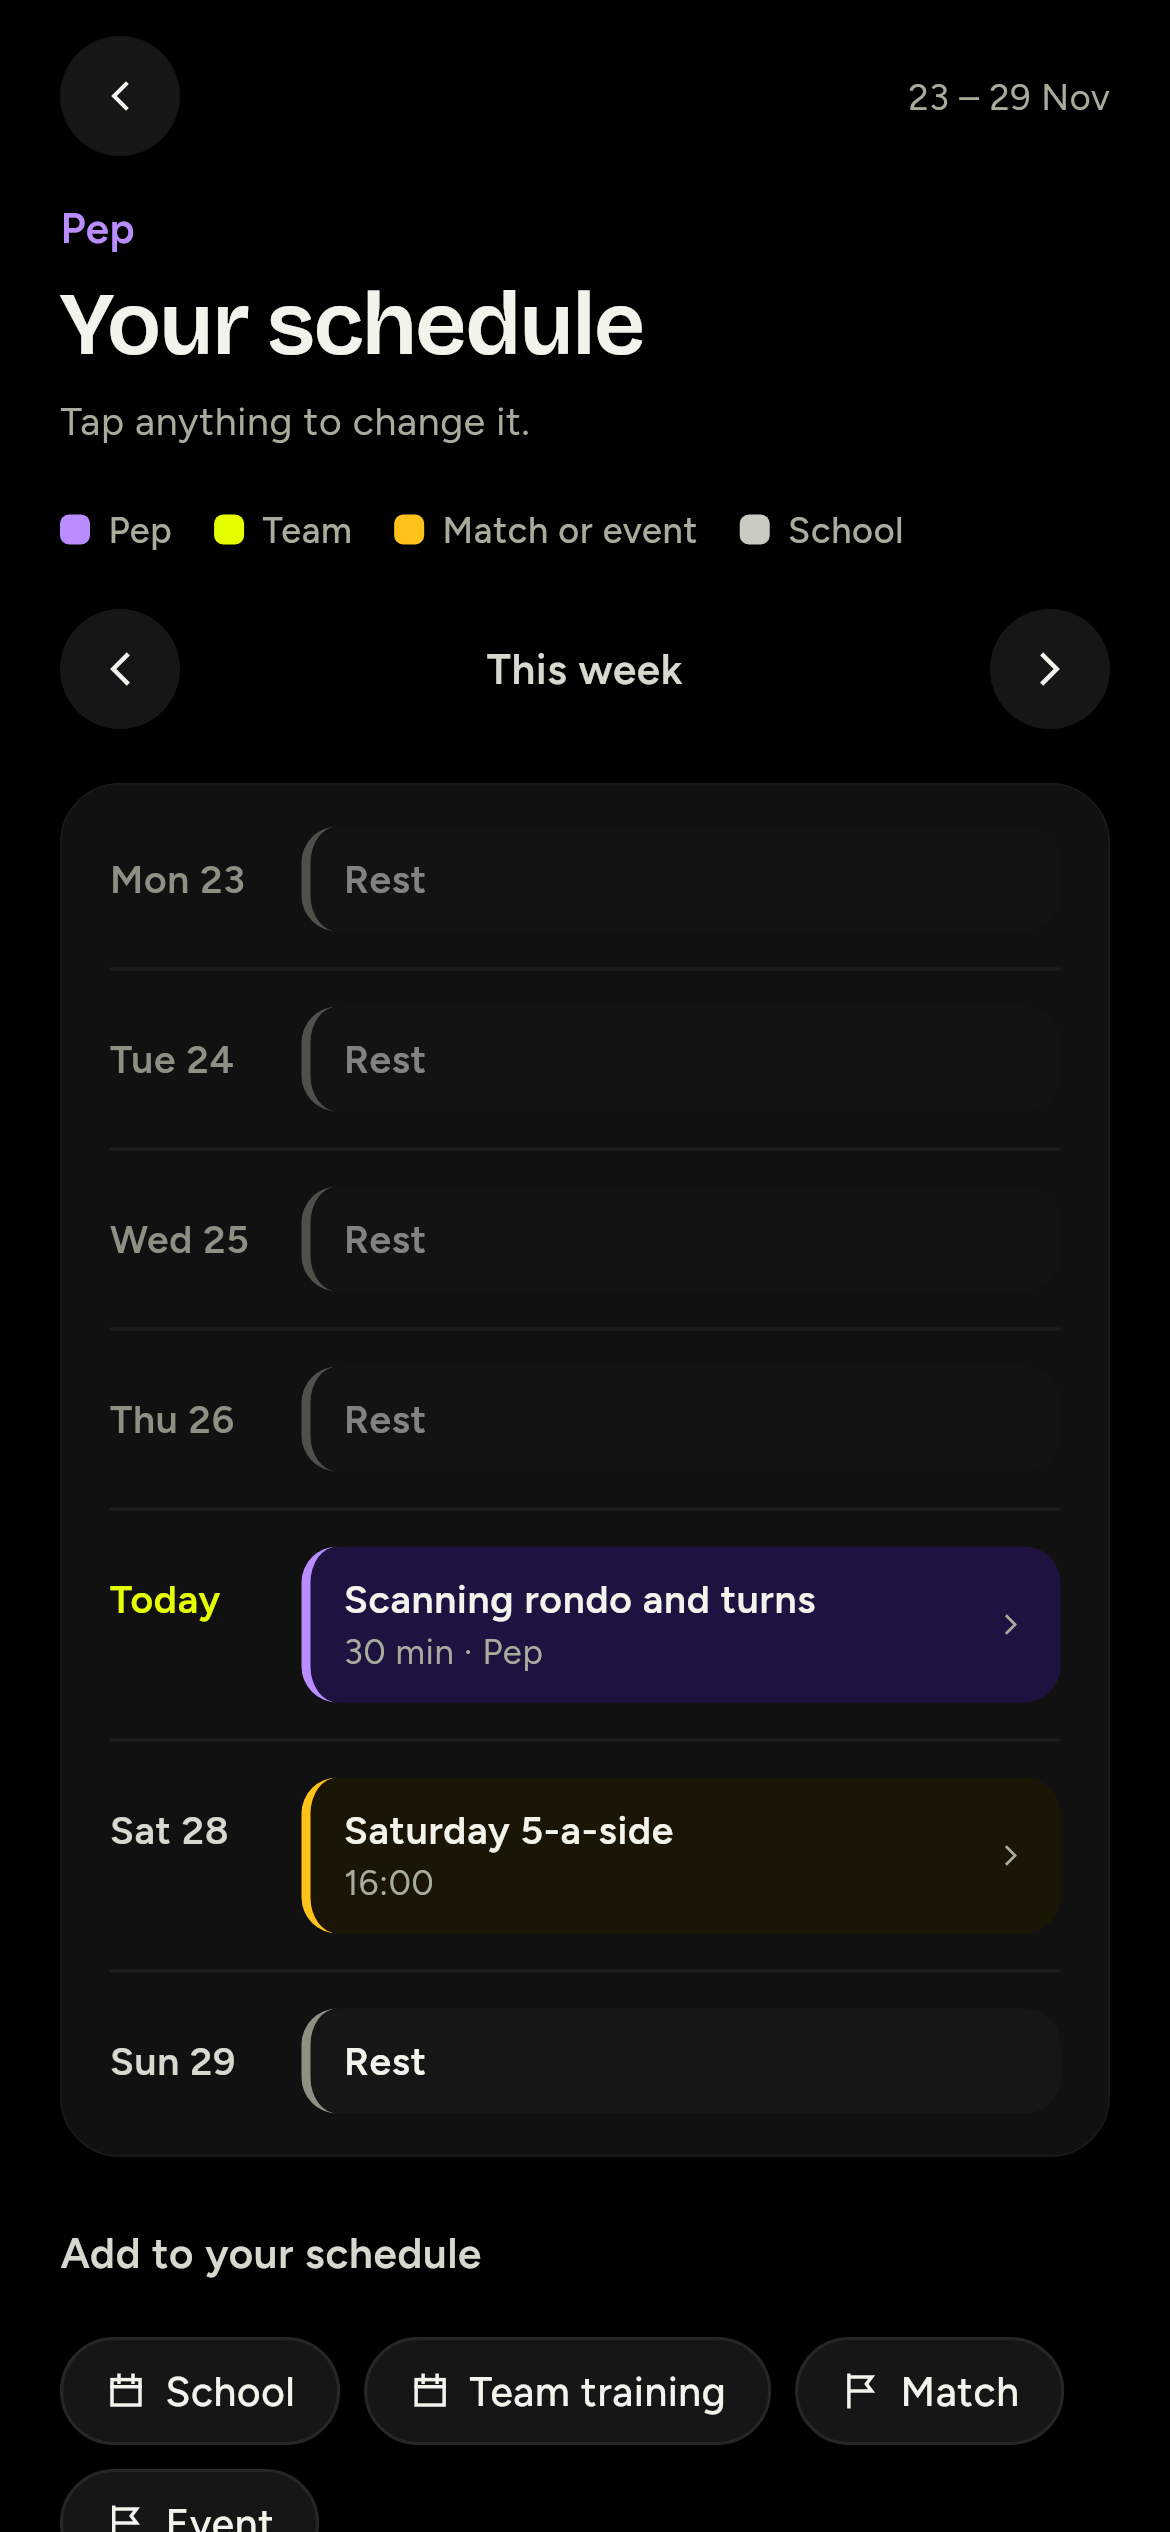 23 – 29 Nov
Pep
Your schedule
Tap anything to change it.
Pep Team Match or event School
This week
Mon 23 Rest
Tue 24 Rest
Wed 25 Rest
Thu 26 Rest
Today Scanning rondo and turns
30 min · Pep
Sat 28 Saturday 5-a-side
16:00
Sun 29 Rest
Add to your schedule
School Team training Match
Event